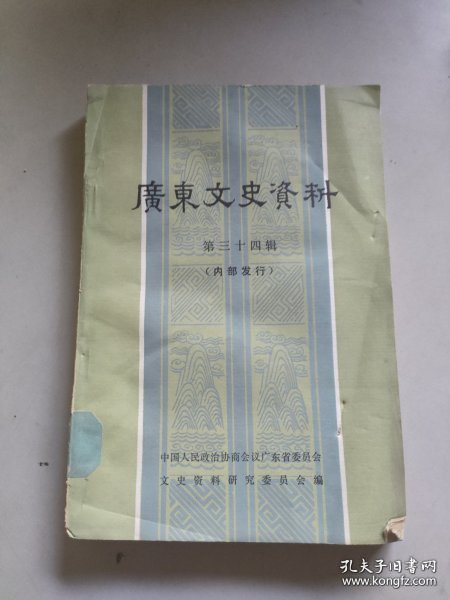 廣東文史資料
第三十四辑
（内部发行）
中国人民政治协商会议广东省委员会
文史资料研究委员会编
孔夫子旧书网
www.kongfz.com